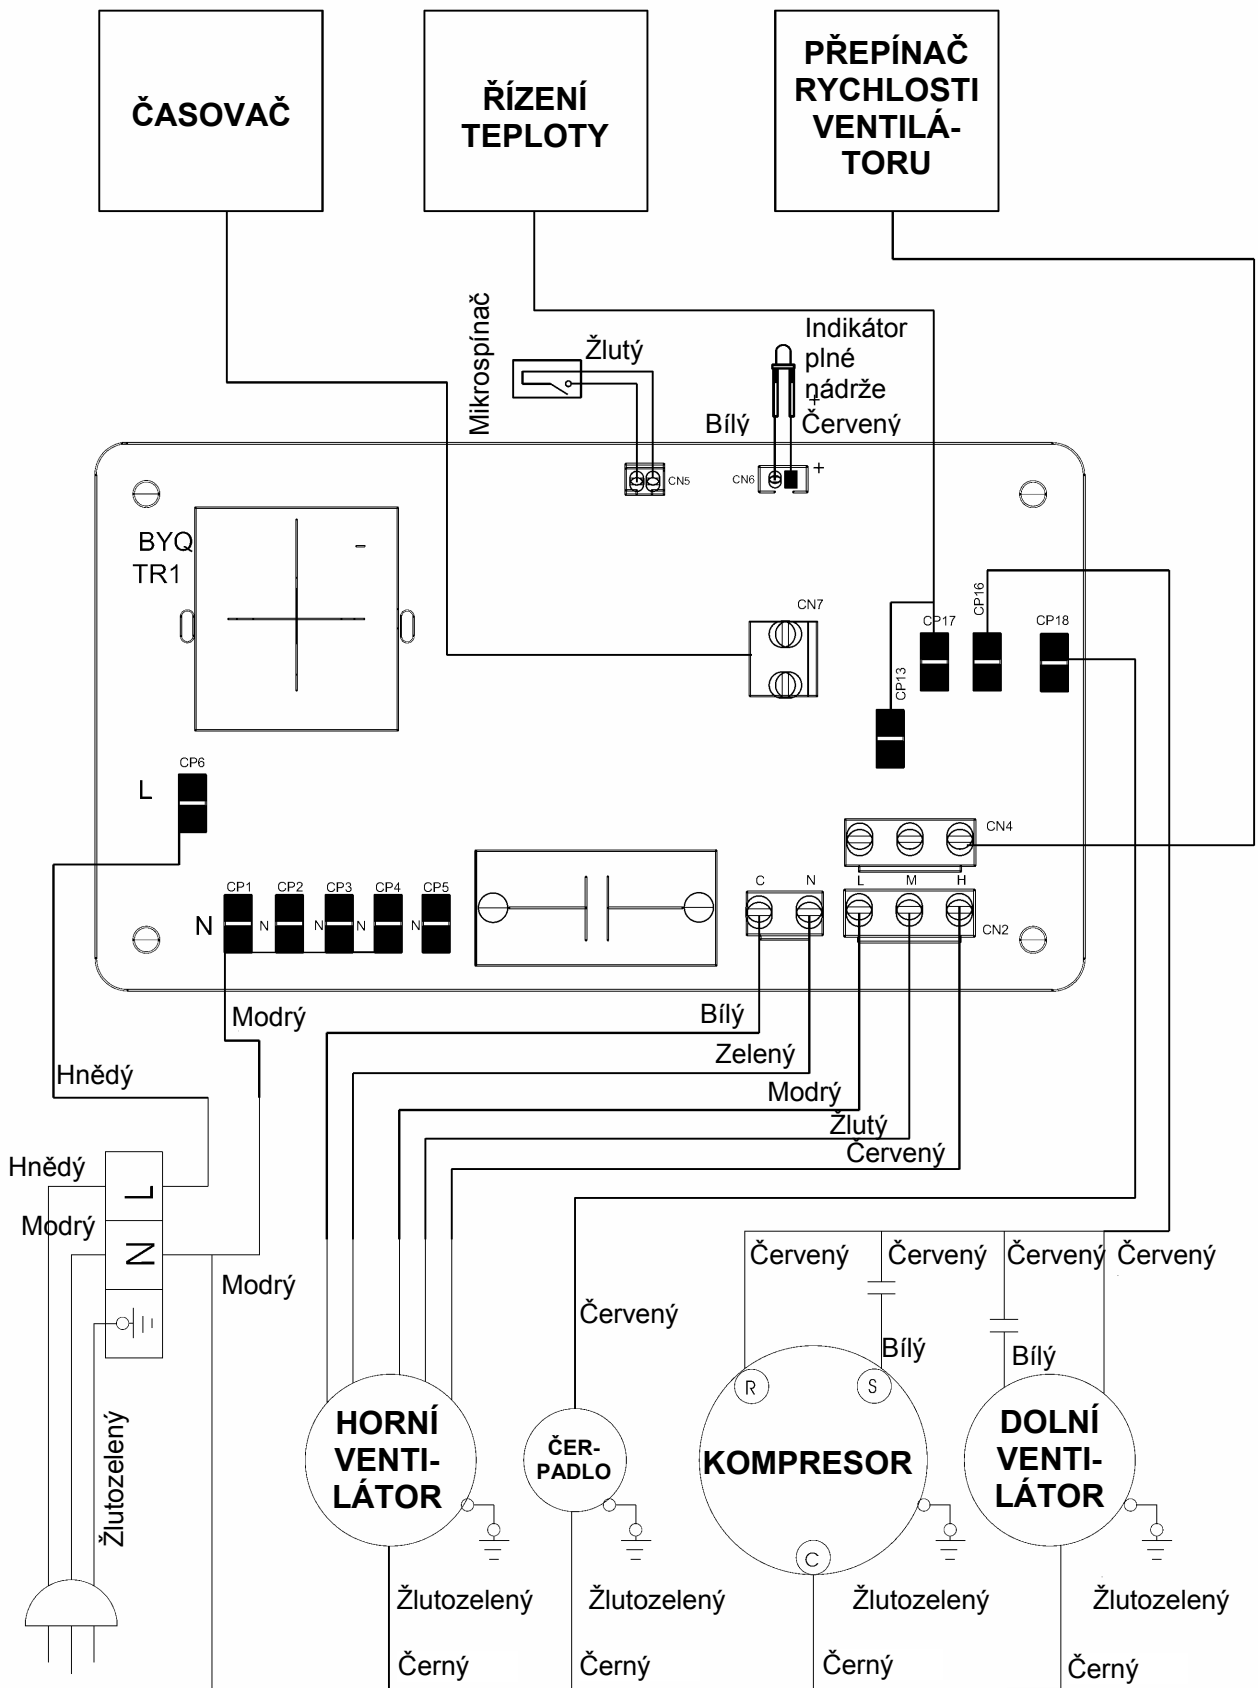 ČASOVAČ
ŘÍZENÍ
TEPLOTY
PŘEPÍNAČ
RYCHLOSTI
VENTILÁ-
TORU
Mikrospínač
Žlutý
Indikátor
plné
nádrže
+
Bílý
Červený
CN5
CN6
+
BYQ
TR1
-
CN7
CP17
CP16
CP18
CP13
L
CP6
CN4
CP1
CP2
CP3
CP4
CP5
N
N
N
N
N
C
N
L
M
H
CN2
Modrý
Bílý
Zelený
Hnědý
Modrý
Žlutý
Červený
Hnědý
L
Modrý
N
Modrý
Červený
Červený
Červený
Červený
Červený
Bílý
Bílý
R
S
Žlutozelený
HORNÍ
VENTI-
LÁTOR
ČER-
PADLO
KOMPRESOR
DOLNÍ
VENTI-
LÁTOR
C
Žlutozelený
Žlutozelený
Žlutozelený
Žlutozelený
Černý
Černý
Černý
Černý